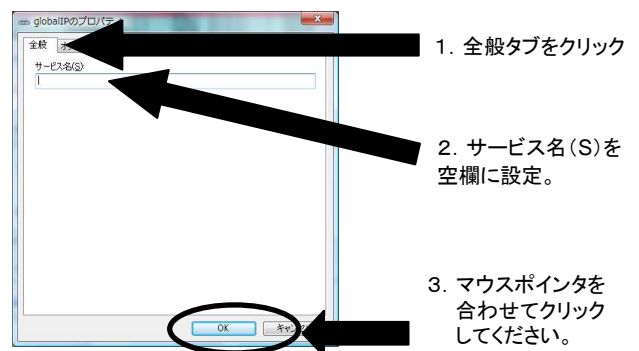 globalIPのプロパティ
全般
サービス名(S):
1. 全般タブをクリック
2. サービス名(S)を
空欄に設定。
3. マウスポインタを
合わせてクリック
してください。
OK